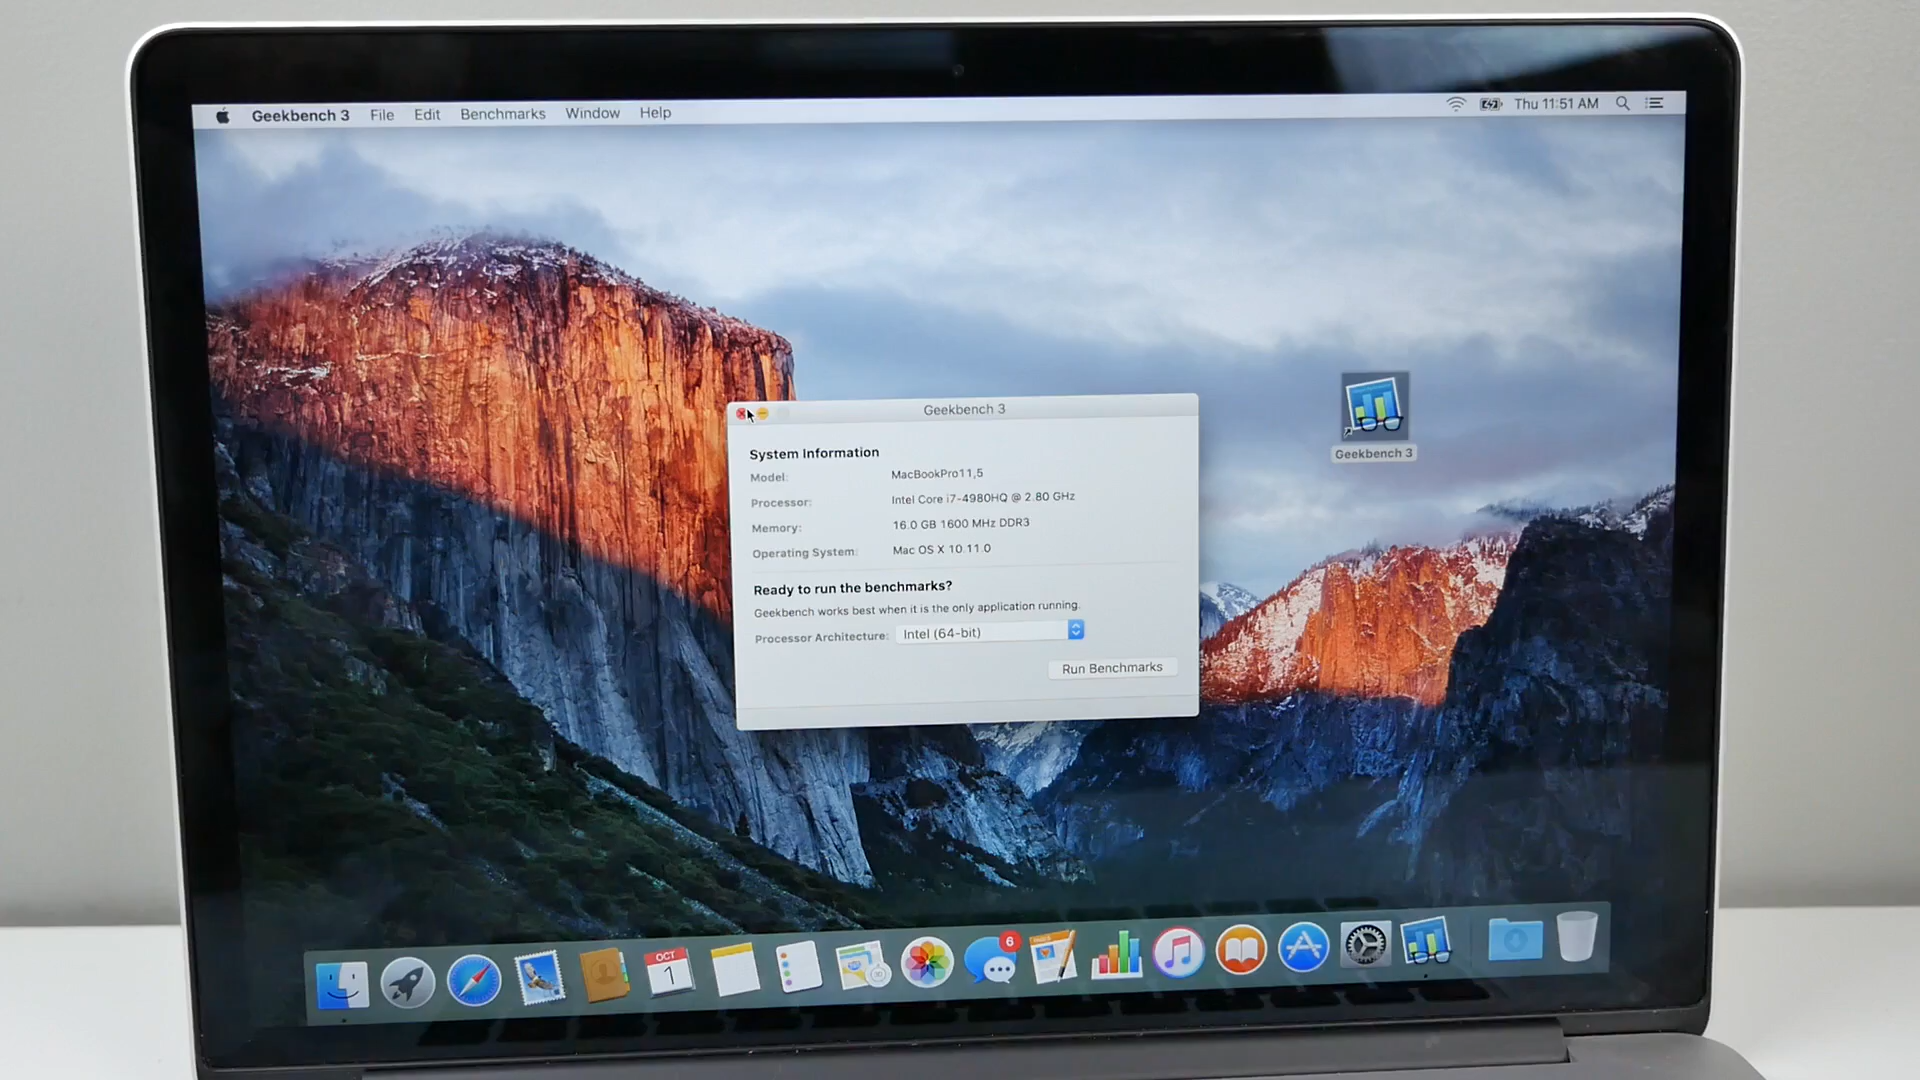 Geekbench 3 File Edit Benchmarks Window Help Thu 11:51 AM
Geekbench 3
System Information
Model: MacBookPro11,5
Processor: Intel Core i7-4980HQ @ 2.80 GHz
Memory: 16.0 GB 1600 MHz DDR3
Operating System: Mac OS X 10.11.0
Ready to run the benchmarks?
Geekbench works best when it is the only application running.
Processor Architecture: Intel (64-bit)
Run Benchmarks
Geekbench 3
OCT
1
6
PAGES